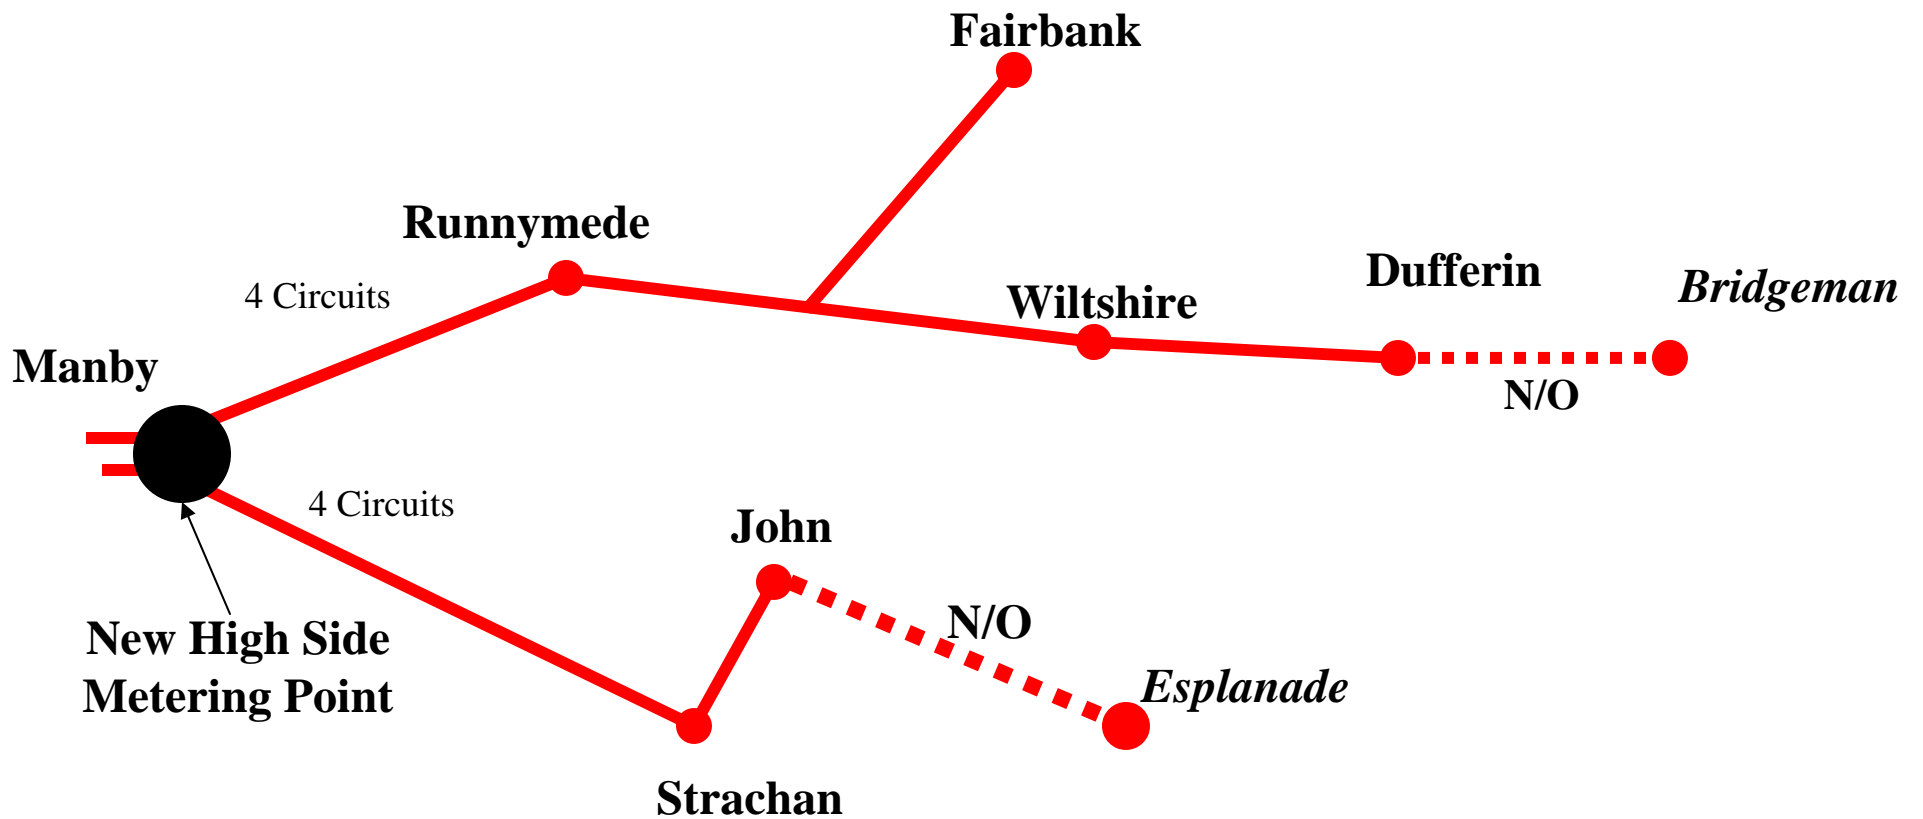 Fairbank
Runnymede
4 Circuits
Wiltshire
Dufferin
Bridgeman
Manby
N/O
4 Circuits
John
N/O
New High Side
Metering Point
Esplanade
Strachan